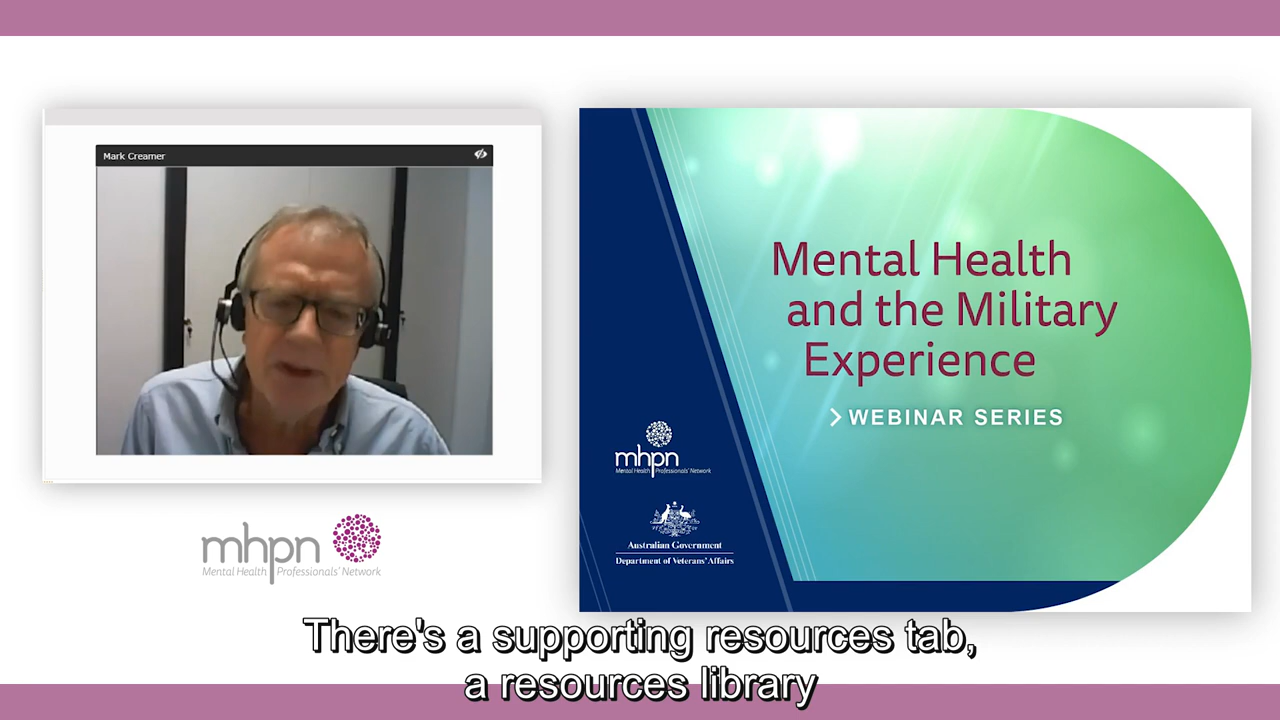 Mark Creamer
Mental Health
and the Military
Experience
WEBINAR SERIES
mhpn
Mental Health Professionals' Network
Australian Government
Department of Veterans' Affairs
mhpn
Mental Health Professionals' Network
There's a supporting resources tab,
a resources library